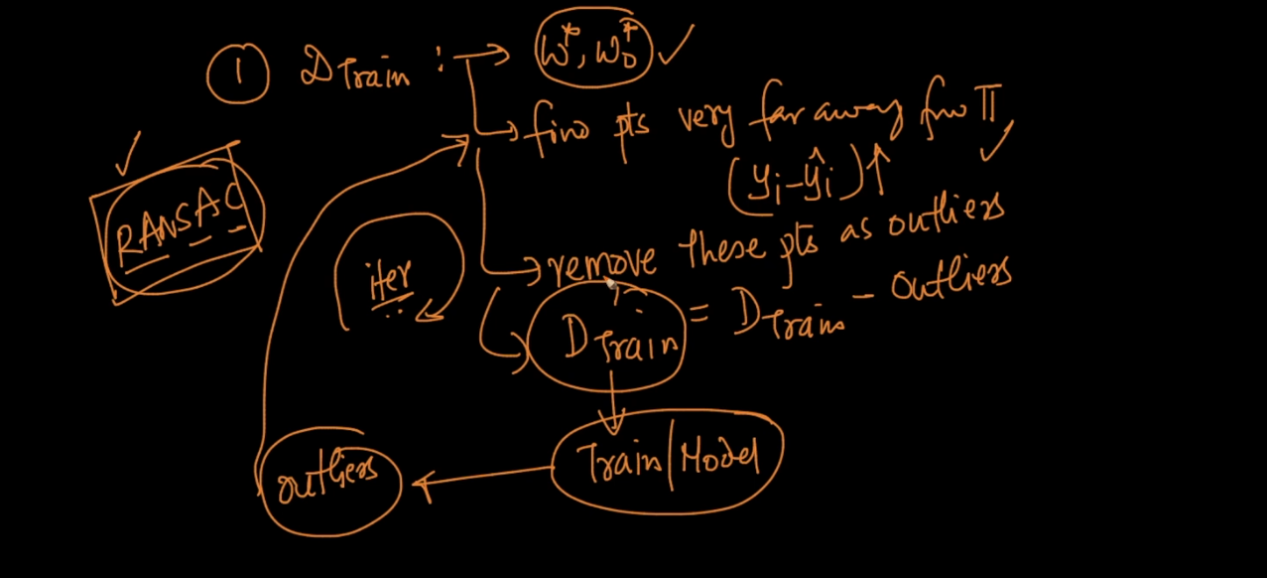 ① D Train : → W*, W₀* ✓
→ find pts very far away fm π
(yᵢ-ŷᵢ)↑ ✓
✓ RANSAC
→ remove these pts as outliers
iter
D'Train = D Train - outliers
Train/Model
outliers